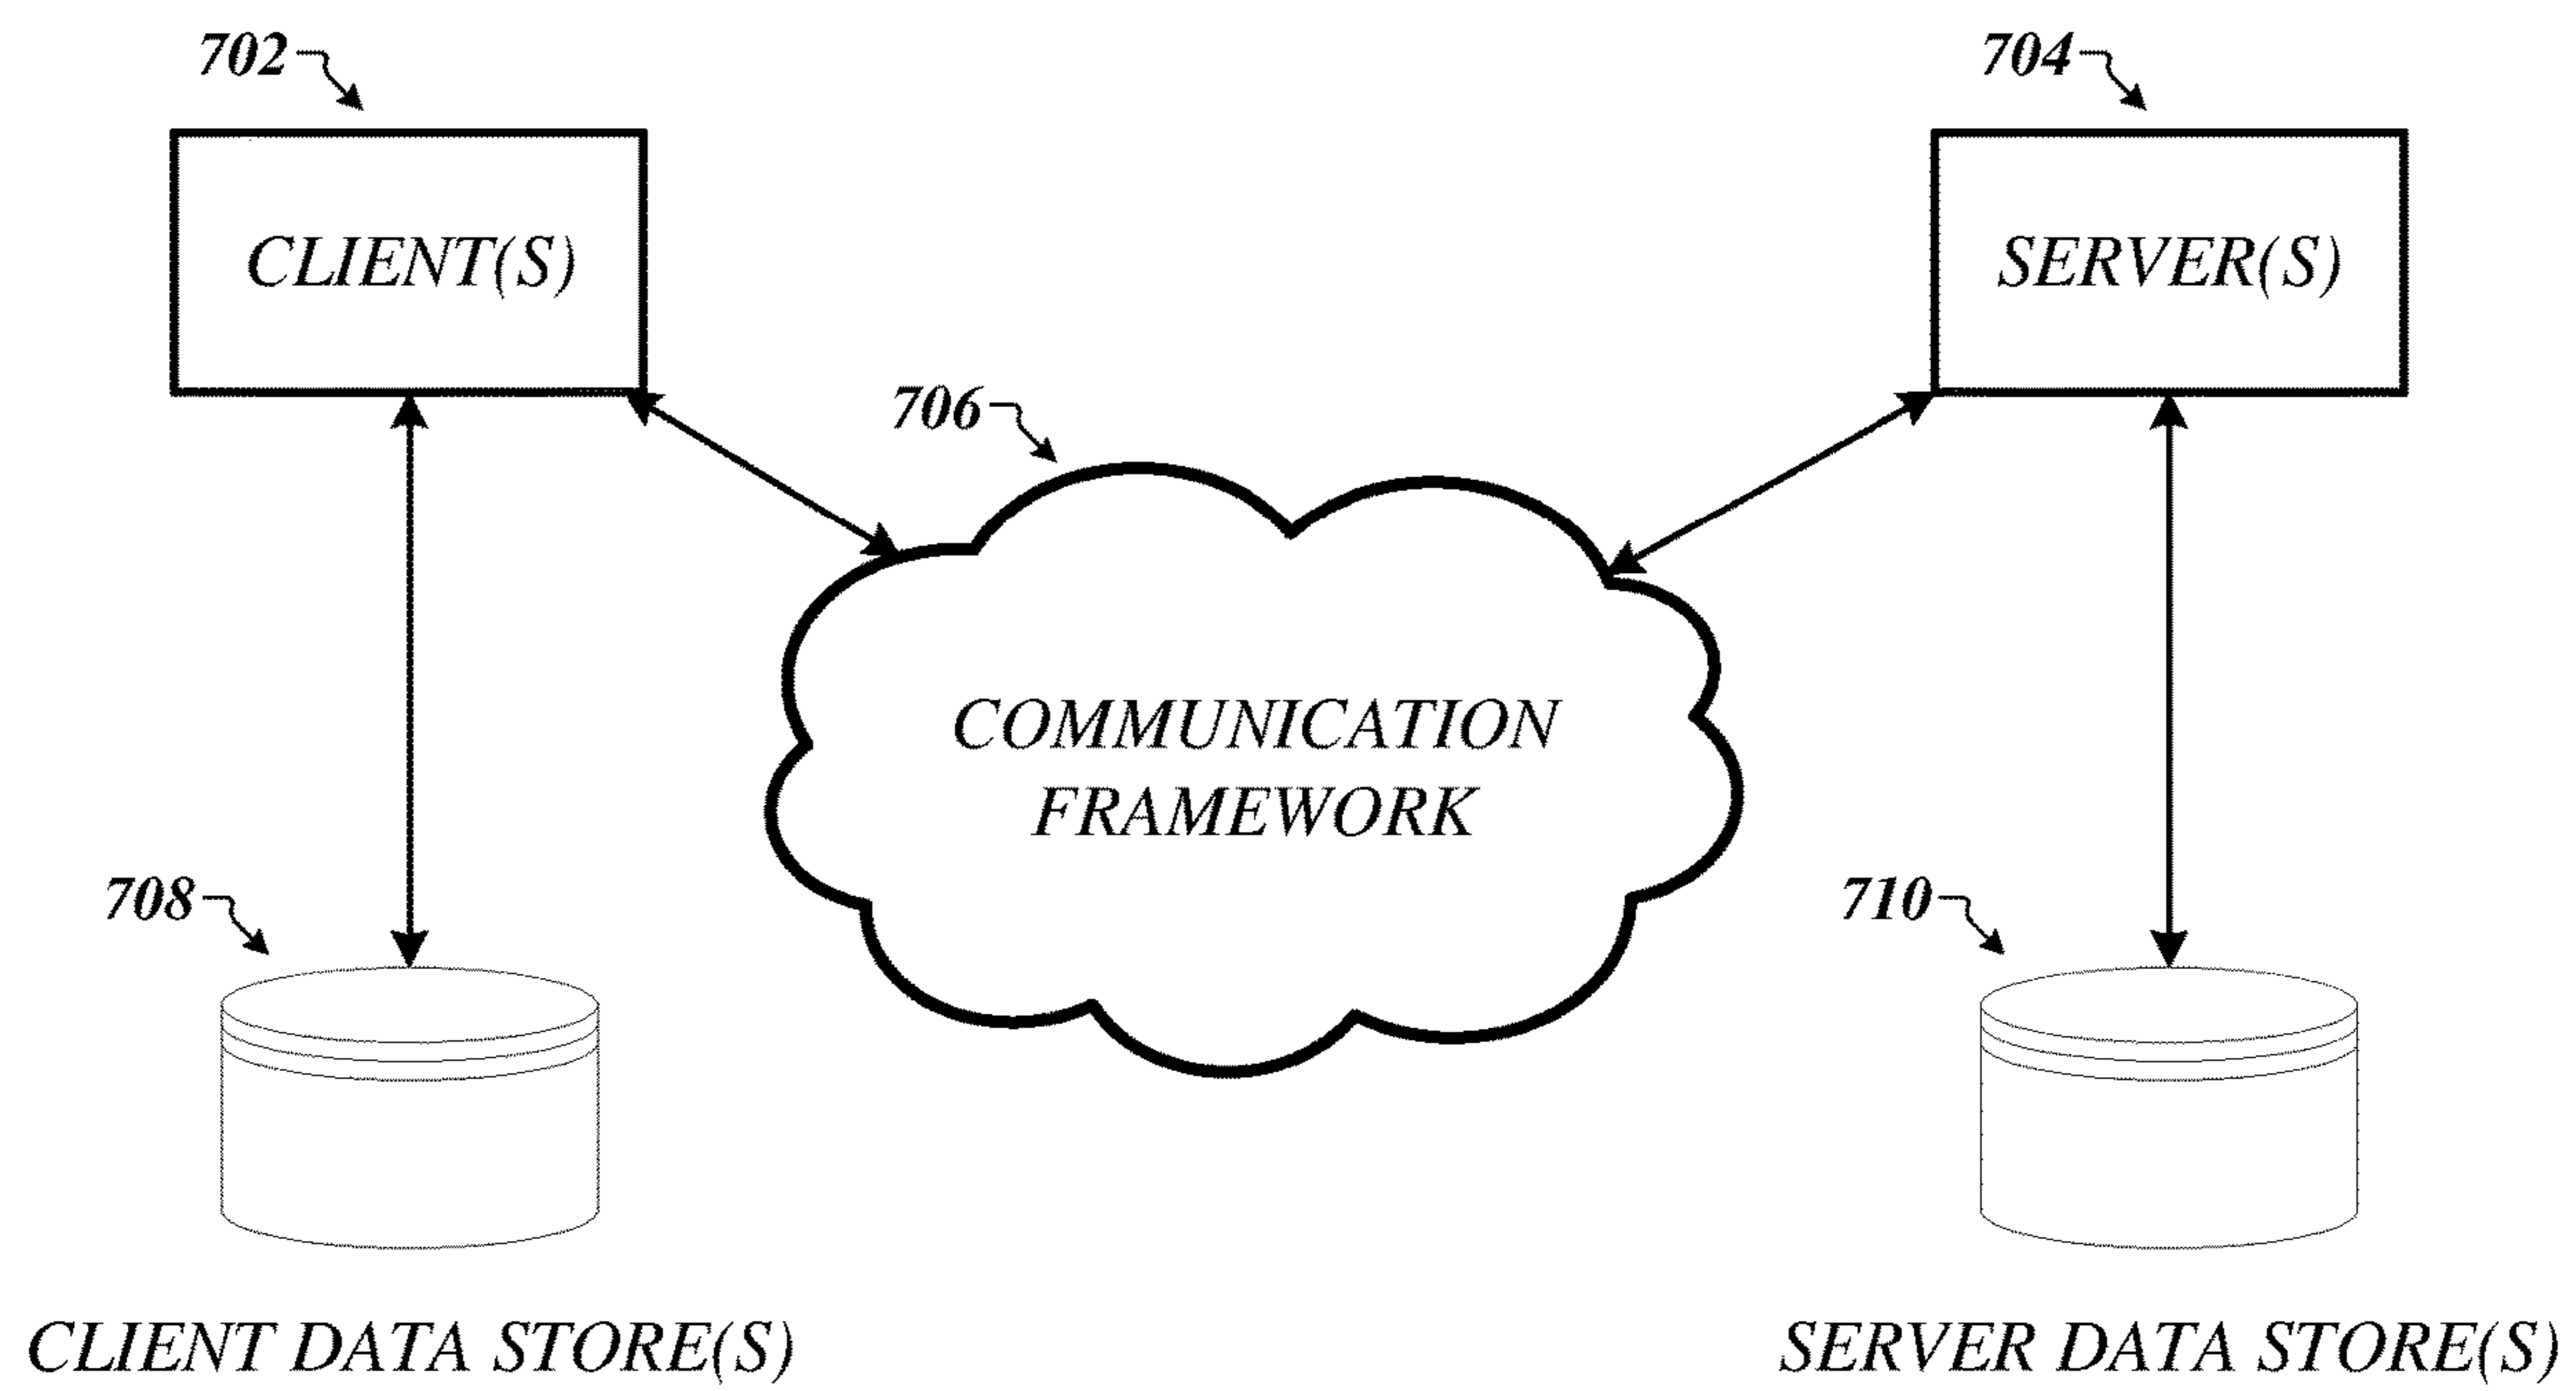 702
704
CLIENT(S)
SERVER(S)
706
COMMUNICATION
FRAMEWORK
708
710
CLIENT DATA STORE(S)
SERVER DATA STORE(S)